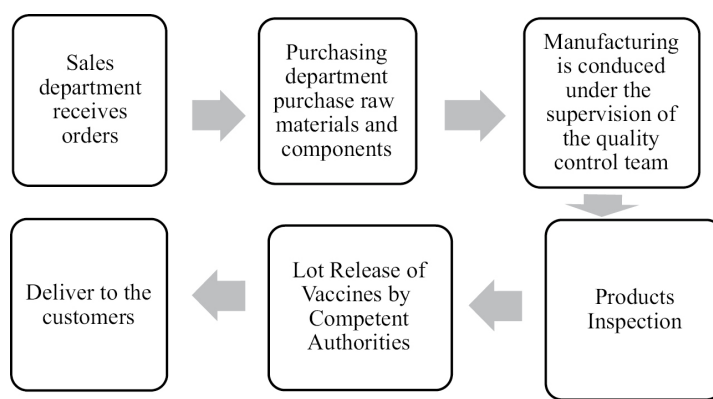 Sales
department
receives
orders
Purchasing
department
purchase raw
materials and
components
Manufacturing
is conduced
under the
supervision of
the quality
control team
Products
Inspection
Lot Release of
Vaccines by
Competent
Authorities
Deliver to the
customers